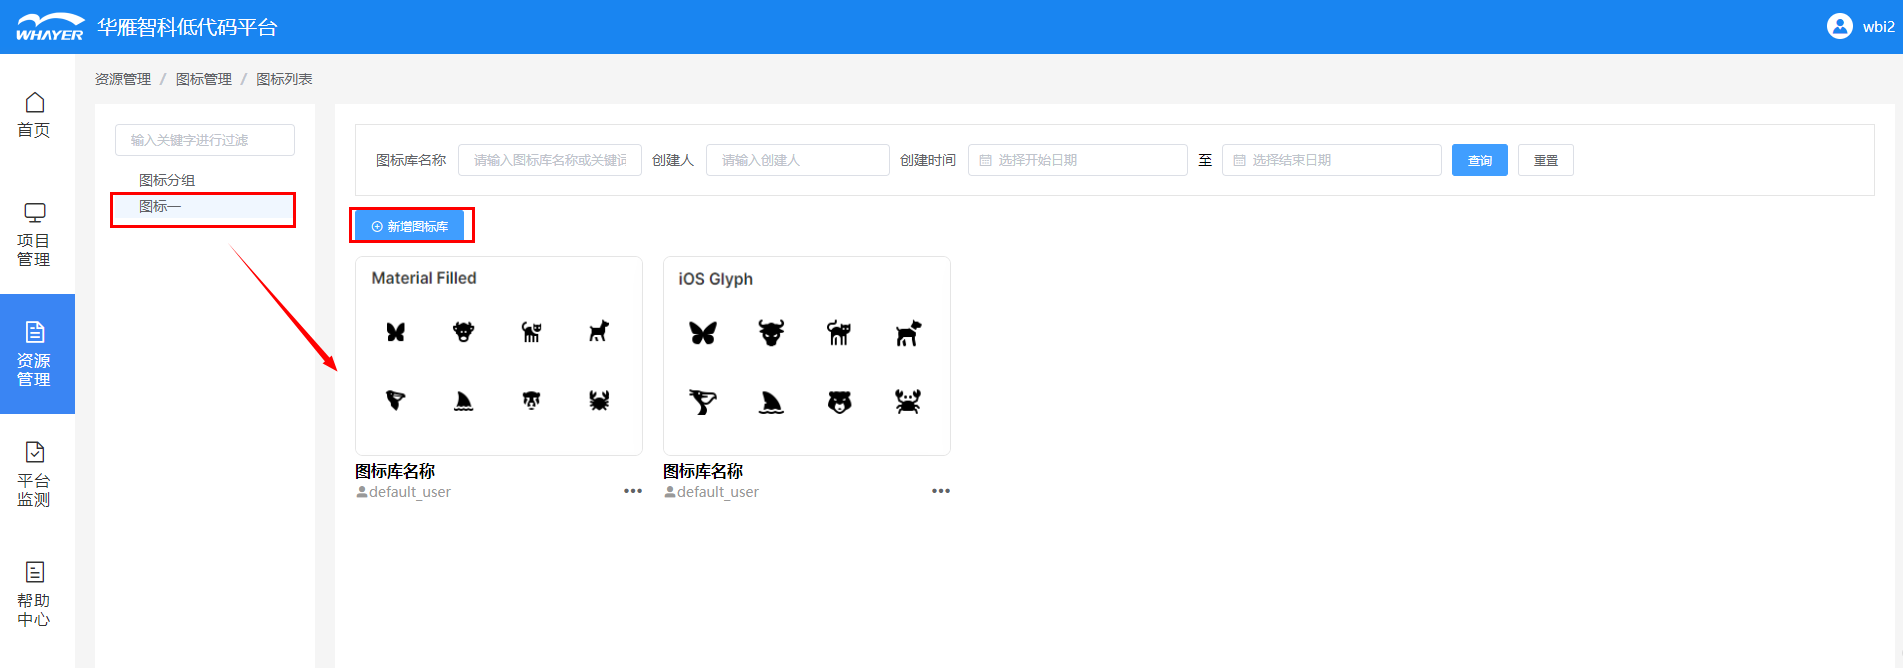 WHAYER 华雁智科低代码平台
wbi2
资源管理 / 图标管理 / 图标列表
首页
项目
管理
资源
管理
平台
监测
帮助
中心
输入关键字进行过滤
图标分组
图标一
图标库名称 请输入图标库名称或关键词 创建人 请输入创建人 创建时间 选择开始日期 至 选择结束日期 查询 重置
新增图标库
Material Filled
iOS Glyph
图标库名称
default_user
图标库名称
default_user